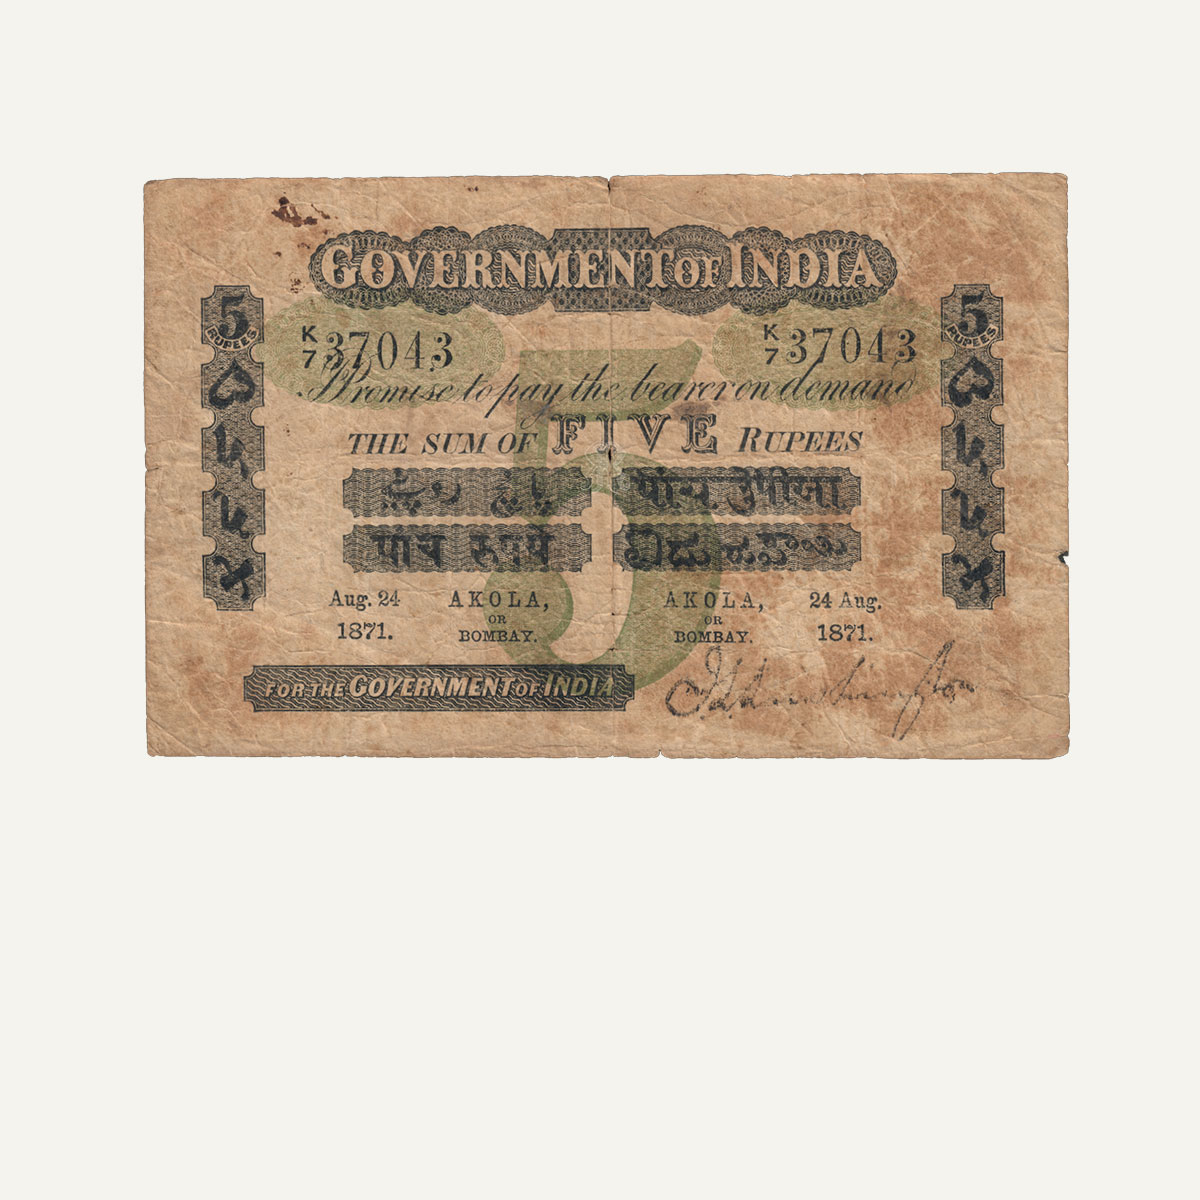 GOVERNMENT OF INDIA
5 RUPEES
5 RUPEES
K/7 37043
K/7 37043
I Promise to pay the bearer on demand
THE SUM OF FIVE RUPEES
पांच
पांच रुपये
Aug. 24 1871.
AKOLA, OR BOMBAY.
AKOLA, OR BOMBAY.
24 Aug. 1871.
FOR THE GOVERNMENT OF INDIA